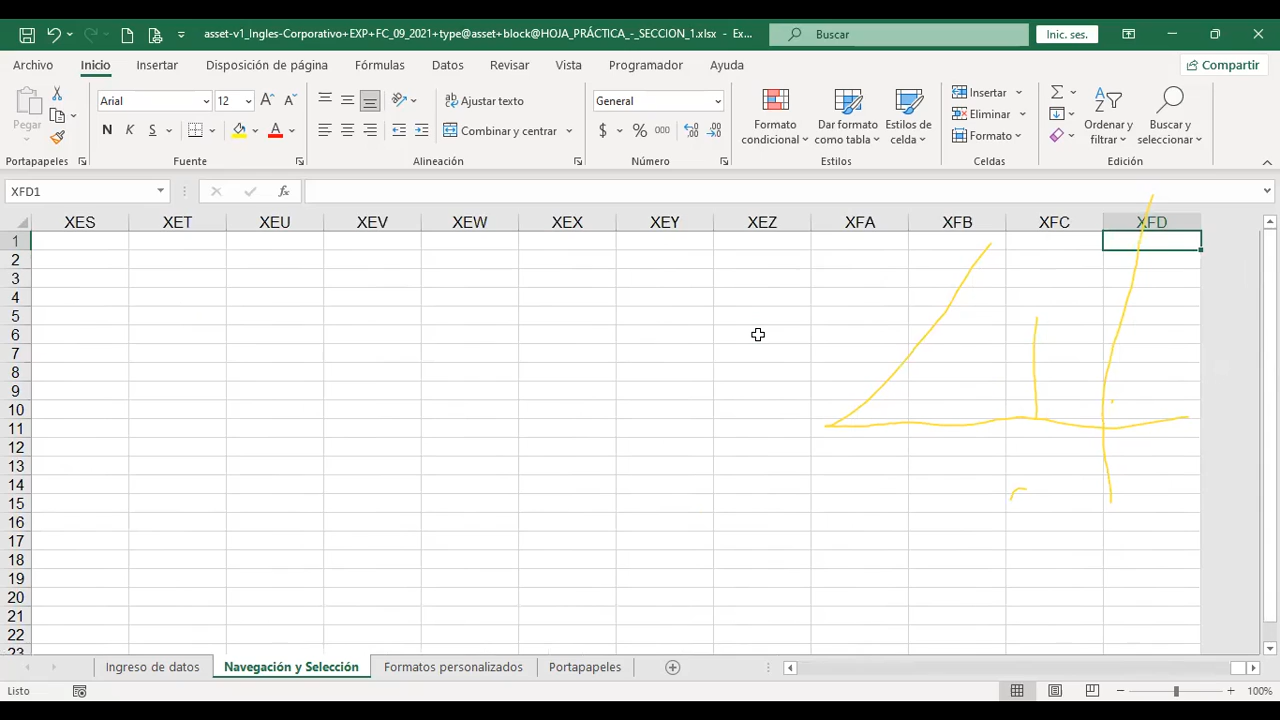 asset-v1_Ingles-Corporativo+EXP+FC_09_2021+type@asset+block@HOJA_PRÁCTICA_-_SECCION_1.xlsx - Ex...
Buscar
Inic. ses.
Archivo Inicio Insertar Disposición de página Fórmulas Datos Revisar Vista Programador Ayuda
Compartir
Pegar
Arial 12
N K S
Ajustar texto
Combinar y centrar
General
$ % 000
Formato condicional
Dar formato como tabla
Estilos de celda
Insertar
Eliminar
Formato
Ordenar y filtrar
Buscar y seleccionar
Portapapeles Fuente Alineación Número Estilos Celdas Edición
XFD1
fx
XES XET XEU XEV XEW XEX XEY XEZ XFA XFB XFC XFD
1
2
3
4
5
6
7
8
9
10
11
12
13
14
15
16
17
18
19
20
21
22
23
Ingreso de datos Navegación y Selección Formatos personalizados Portapapeles
Listo
100%